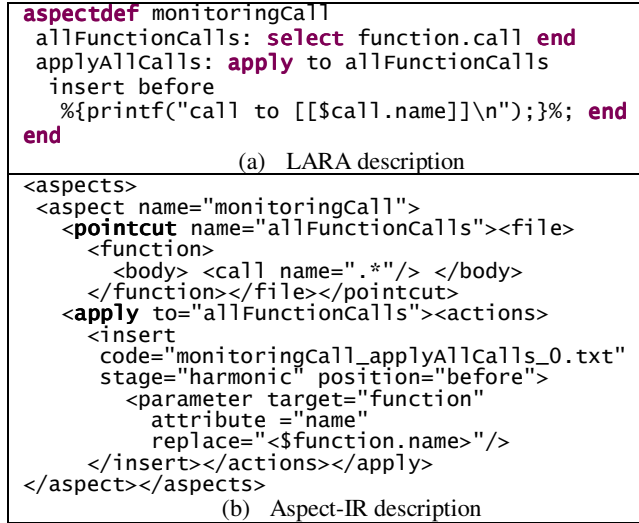 aspectdef monitoringCall
allFunctionCalls: select function.call end
applyAllCalls: apply to allFunctionCalls
insert before
%{printf("call to [[$call.name]]\n");}%; end
end
(a) LARA description
<aspects>
<aspect name="monitoringCall">
<pointcut name="allFunctionCalls"><file>
<function>
<body> <call name=".*"/> </body>
</function></file></pointcut>
<apply to="allFunctionCalls"><actions>
<insert
code="monitoringCall_applyAllCalls_0.txt"
stage="harmonic" position="before">
<parameter target="function"
attribute ="name"
replace="<$function.name>"/>
</insert></actions></apply>
</aspect></aspects>
(b) Aspect-IR description